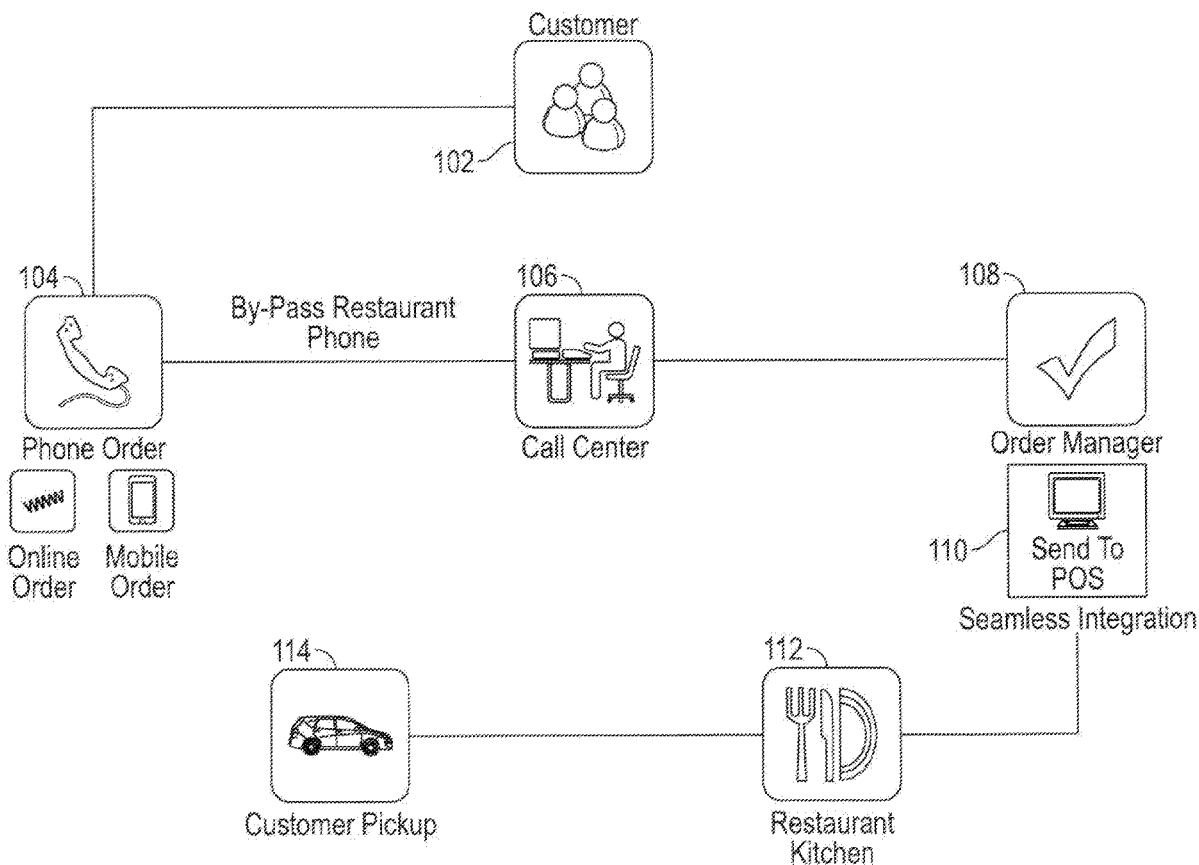 Customer
102
104
By-Pass Restaurant
Phone
106
108
Phone Order
Call Center
Order Manager
www
Online
Order
Mobile
Order
110
Send To
POS
Seamless Integration
114
112
Customer Pickup
Restaurant
Kitchen